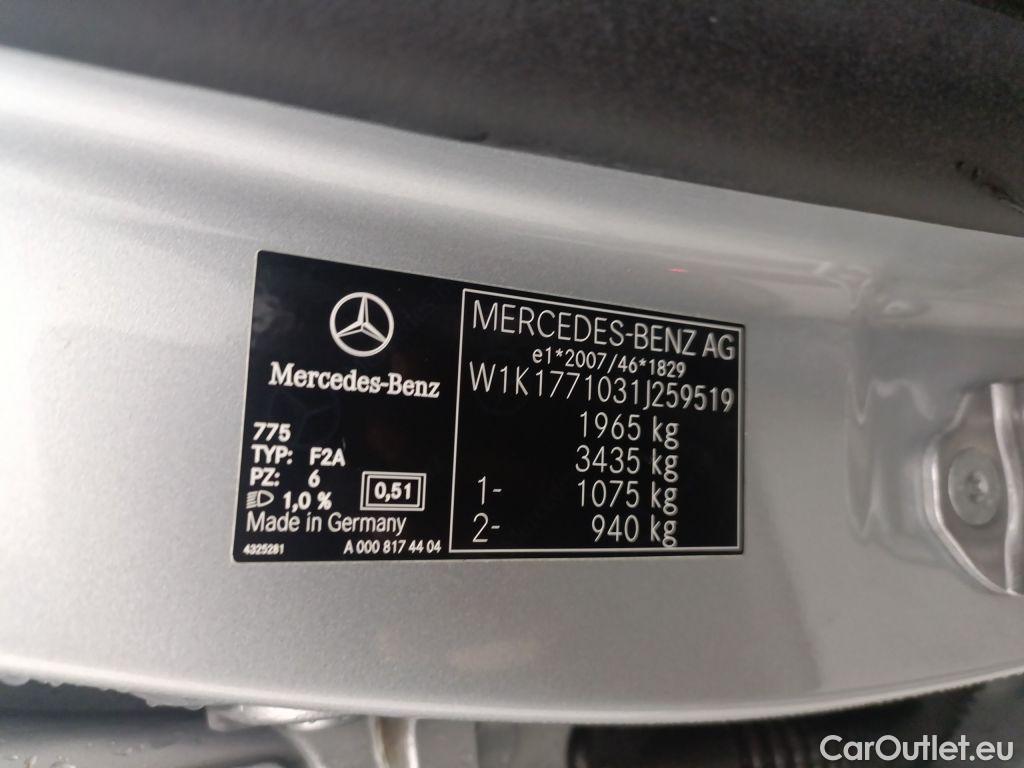 Mercedes-Benz
775
TYP: F2A
PZ: 6
1,0 %
0,51
Made in Germany
4325281 A 000 817 44 04
MERCEDES-BENZ AG
e1*2007/46*1829
W1K1771031J259519
1965 kg
3435 kg
1- 1075 kg
2- 940 kg
CarOutlet.eu